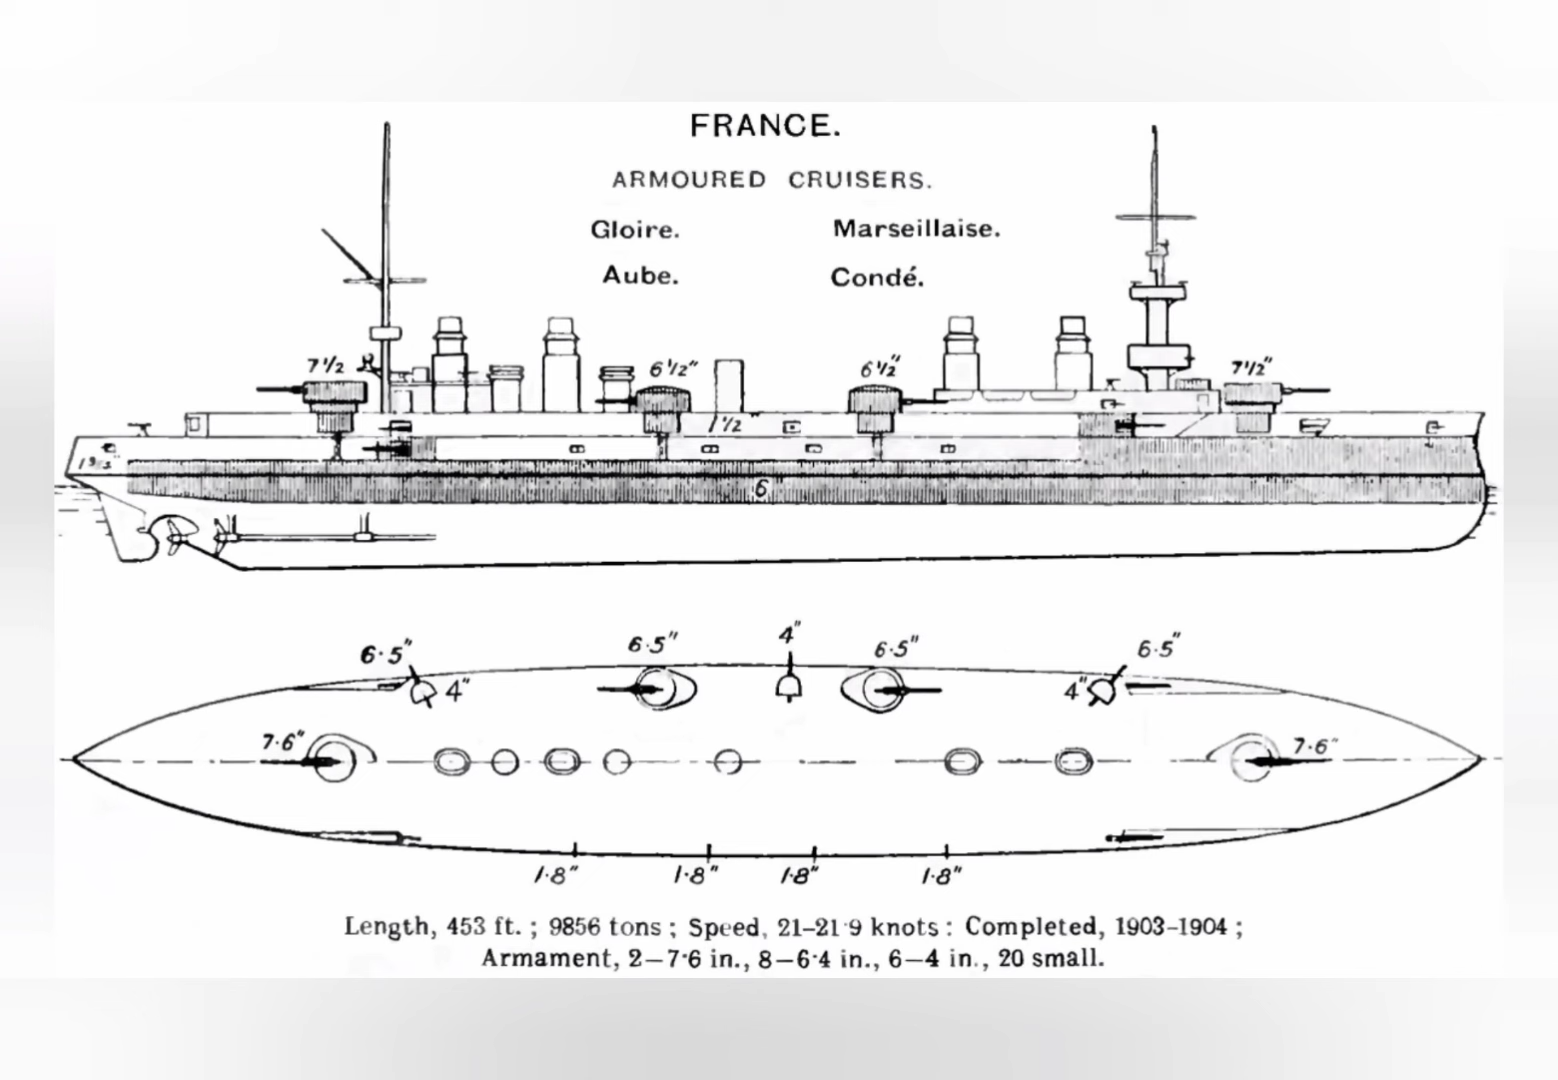 FRANCE.
ARMOURED CRUISERS.
Gloire. Marseillaise.
Aube. Condé.
7½ 6½" 6½" 7½"
1½
6
6·5" 6·5" 4" 6·5" 6·5"
4" 4"
7·6" 7·6"
1·8" 1·8" 1·8" 1·8"
Length, 453 ft. ; 9856 tons ; Speed, 21–21·9 knots : Completed, 1903–1904 ;
Armament, 2—7·6 in., 8—6·4 in., 6—4 in., 20 small.